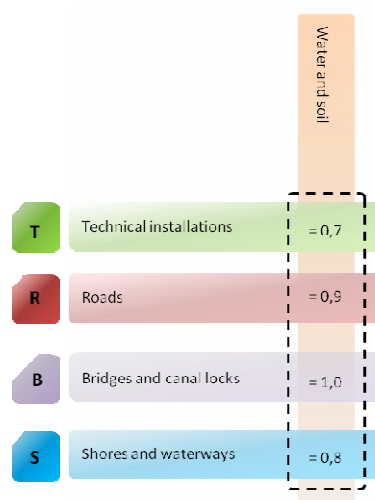 Water and soil
T Technical installations = 0,7
R Roads = 0,9
B Bridges and canal locks = 1,0
S Shores and waterways = 0,8